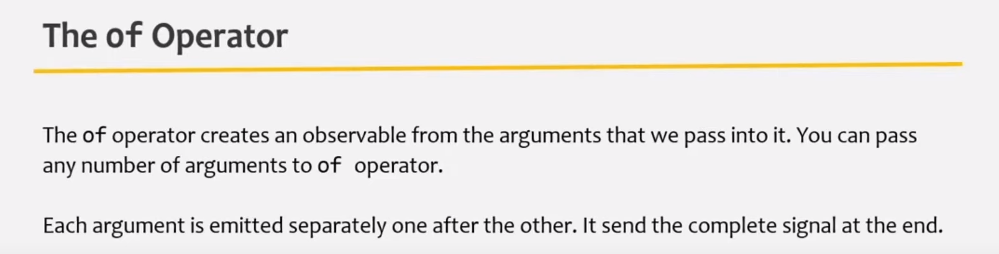 The of Operator
The of operator creates an observable from the arguments that we pass into it. You can pass
any number of arguments to of operator.
Each argument is emitted separately one after the other. It send the complete signal at the end.